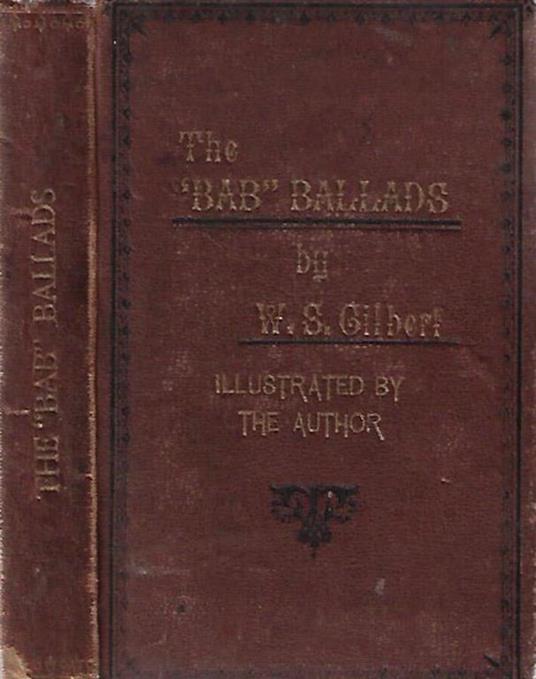 THE "BAB" BALLADS
The
"BAB" BALLADS
by
W. S. Gilbert
ILLUSTRATED BY
THE AUTHOR